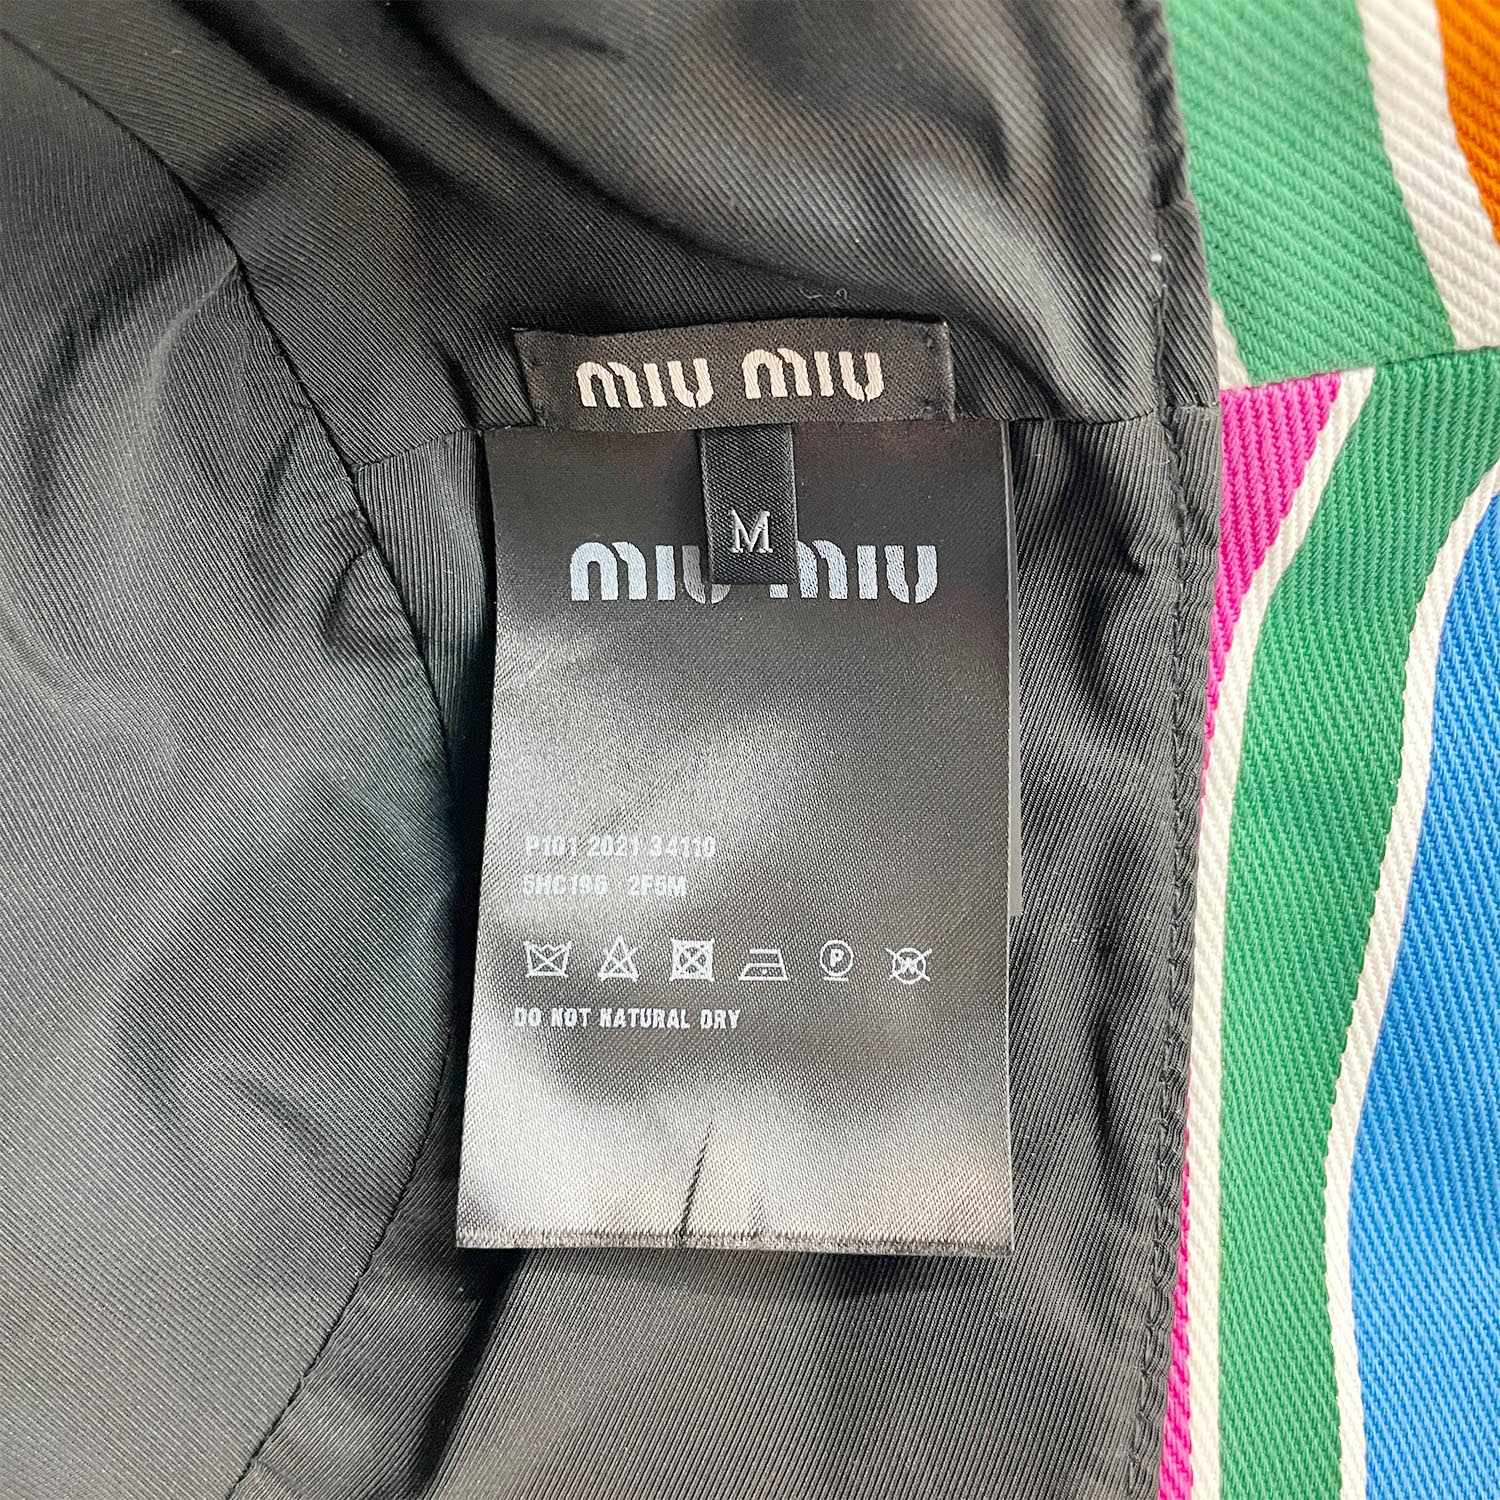 MIU MIU
M
MIU MIU
P101 2021 34110
5HC196 2F5M
P
W
DO NOT NATURAL DRY